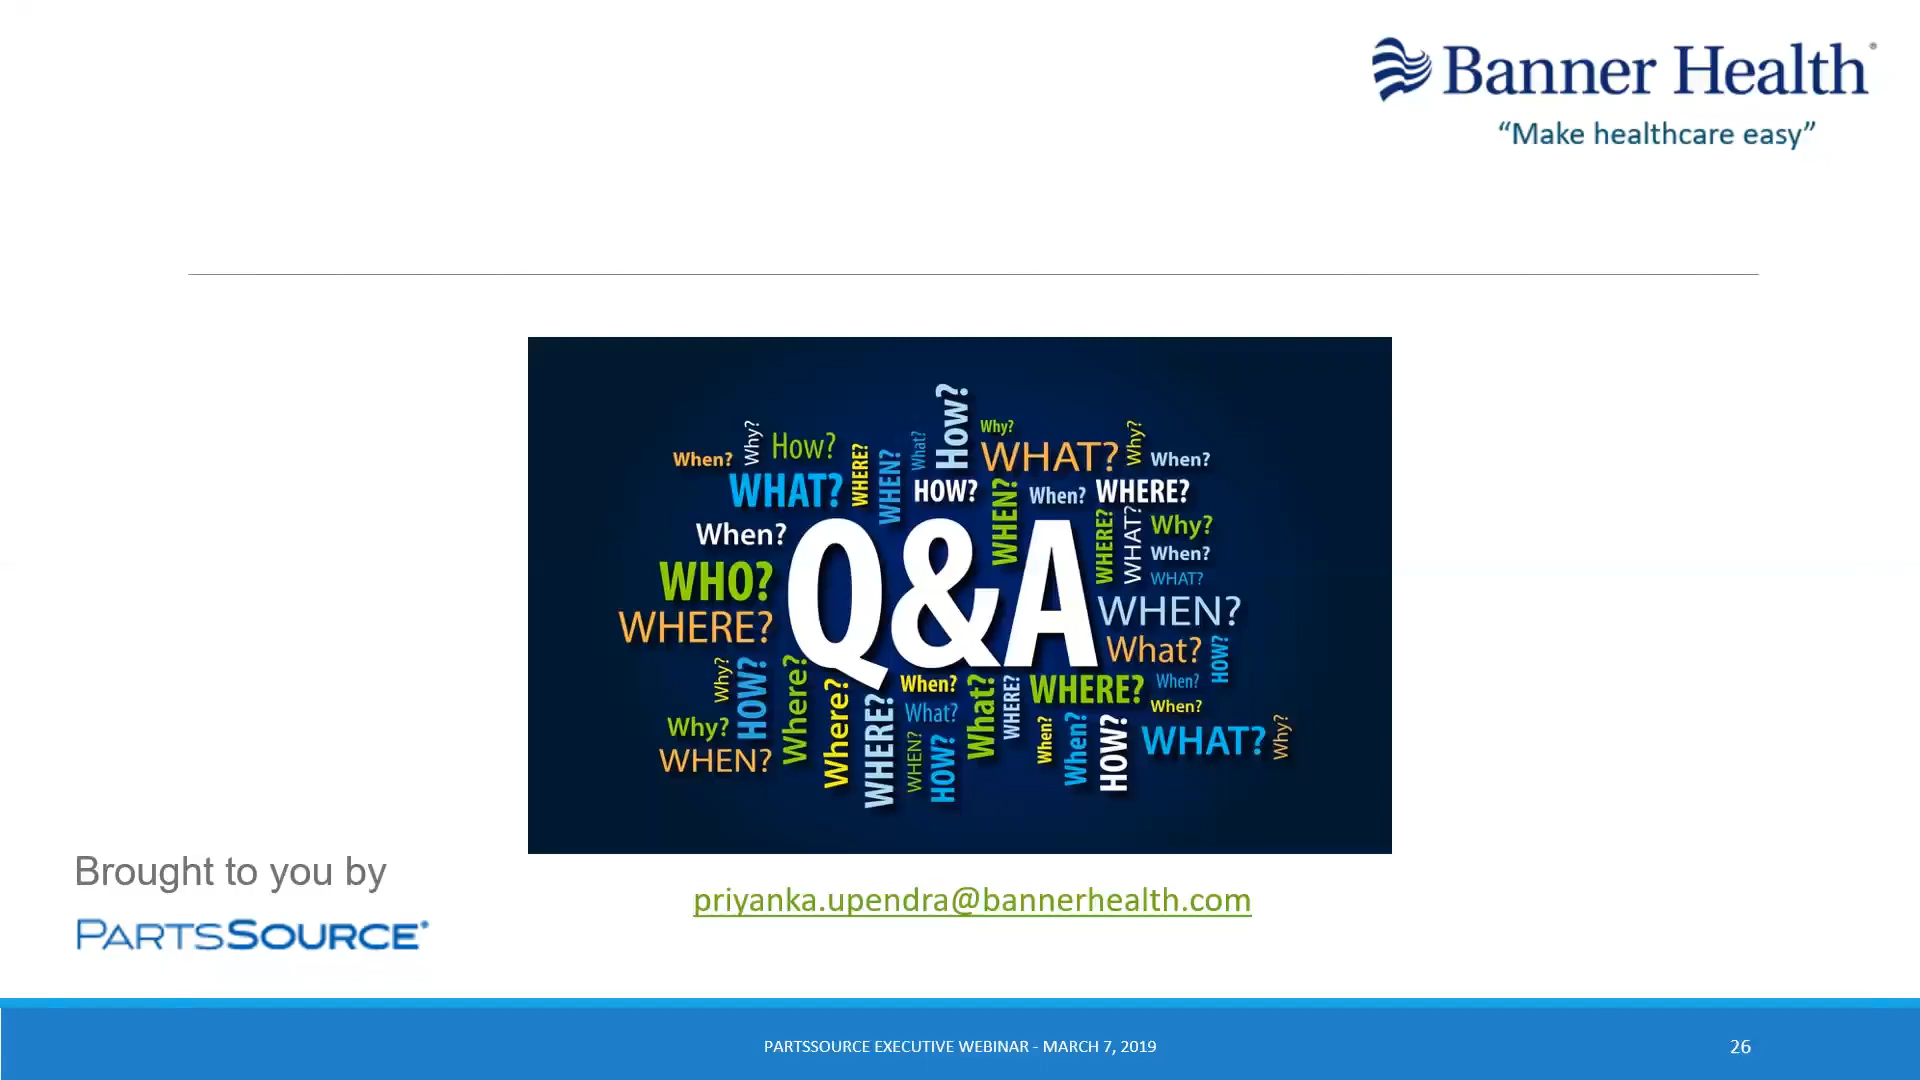 Banner Health®
“Make healthcare easy”
How?
Why?
Why?
How?
What?
WHAT?
Why?
When?
WHERE?
WHEN?
When?
WHAT?
HOW?
WHEN?
When?
WHERE?
When?
WHERE?
WHAT?
Why?
When?
WHO?
Q&A
WHAT?
WHERE?
WHEN?
What?
HOW?
Why?
HOW?
Where?
Where?
When?
What?
WHERE?
WHERE?
When?
When?
Why?
WHERE?
What?
When?
When?
HOW?
WHAT?
Why?
WHEN?
WHEN?
HOW?
Brought to you by
PARTSSOURCE®
priyanka.upendra@bannerhealth.com
PARTSSOURCE EXECUTIVE WEBINAR - MARCH 7, 2019
26